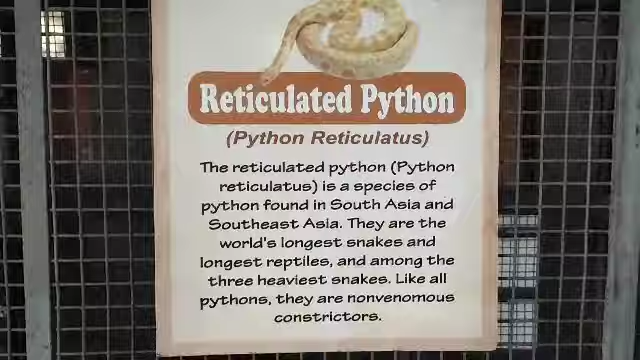 Reticulated Python
(Python Reticulatus)
The reticulated python (Python
reticulatus) is a species of
python found in South Asia and
Southeast Asia. They are the
world's longest snakes and
longest reptiles, and among the
three heaviest snakes. Like all
pythons, they are nonvenomous
constrictors.